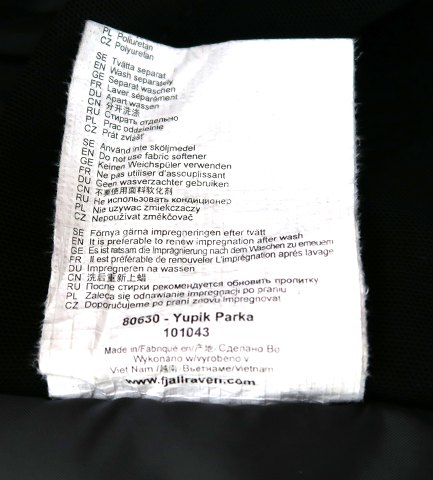 PL Poliuretan
CZ Polyuretan
SE Tvätta separat
EN Wash separately
GE Separat waschen
FR Laver séparément
DU Apart wassen
CN 分开洗涤
RU Стирать отдельно
PL Prac oddzielnie
CZ Prát zvlášť
SE Använd inte sköljmedel
EN Do not use fabric softener
GE Keinen Weichspüler verwenden
FR Ne pas utiliser d'assouplissant
DU Geen wasverzachter gebruiken
CN 不要使用面料软化剂
RU Не использовать кондиционер
PL Nie uzywac zmiekczaczy
CZ Nepoužívat změkčovač
SE Förnya gärna impregneringen efter tvätt
EN It is preferable to renew impregnation after wash
GE Es ist ratsam die Imprägnierung nach dem Waschen zu erneuern
FR Il est préférable de renouveler L'imprégnation après lavage
DU Impregneren na wassen
CN 洗后重新上蜡
RU После стирки рекомендуется обновить пропитку
PL Zaleca się odnawianie impregnacji po praniu
CZ Doporučujeme po praní znovu impregnovat
80630 - Yupik Parka
101043
Made in/Fabriqué en/产地/Сделано Во
Wykonano w/vyrobeno v
Viet Nam/越南 Вьетнаме/Vietnam
www.fjallraven.com